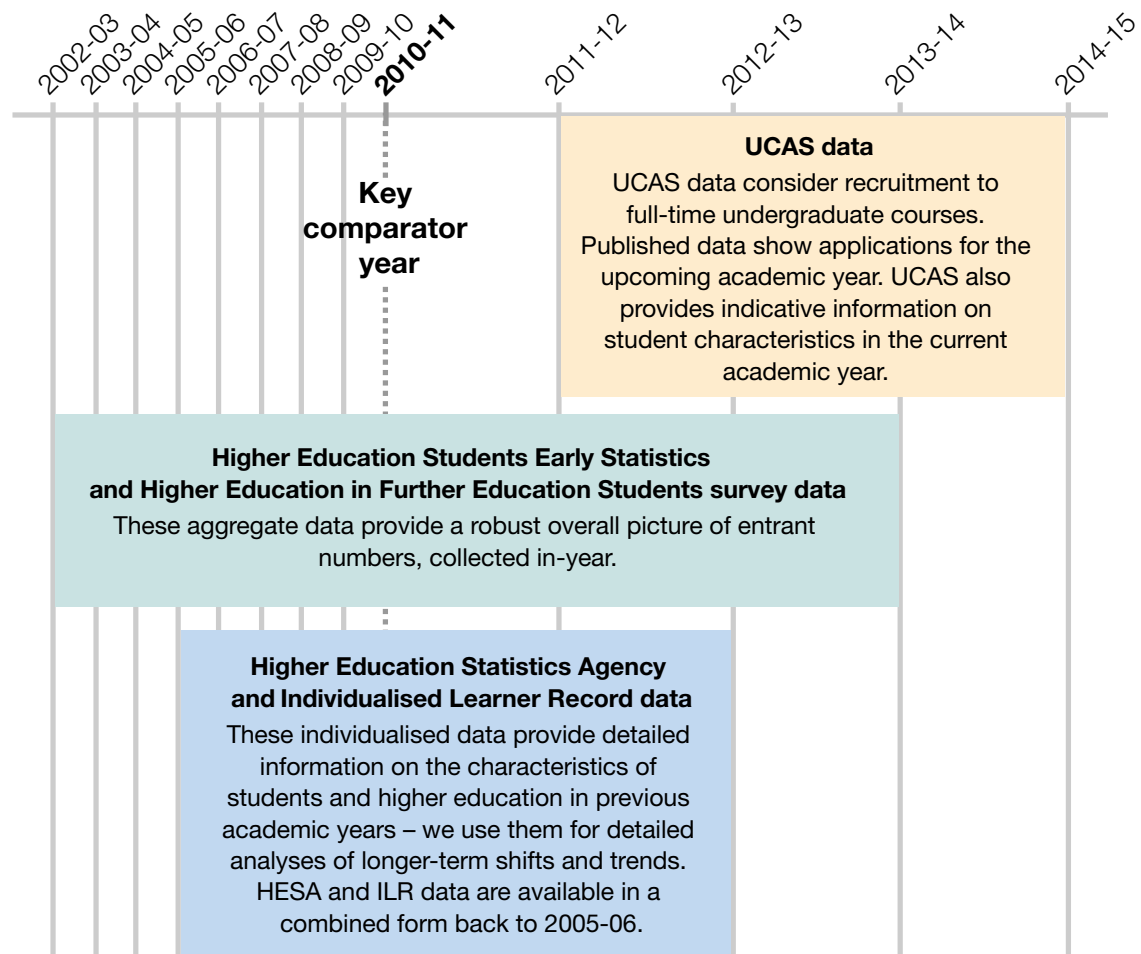 2002-03
2003-04
2004-05
2005-06
2006-07
2007-08
2008-09
2009-10
2010-11
2011-12
2012-13
2013-14
2014-15
Key
comparator
year
UCAS data
UCAS data consider recruitment to
full-time undergraduate courses.
Published data show applications for the
upcoming academic year. UCAS also
provides indicative information on
student characteristics in the current
academic year.
Higher Education Students Early Statistics
and Higher Education in Further Education Students survey data
These aggregate data provide a robust overall picture of entrant
numbers, collected in-year.
Higher Education Statistics Agency
and Individualised Learner Record data
These individualised data provide detailed
information on the characteristics of
students and higher education in previous
academic years – we use them for detailed
analyses of longer-term shifts and trends.
HESA and ILR data are available in a
combined form back to 2005-06.